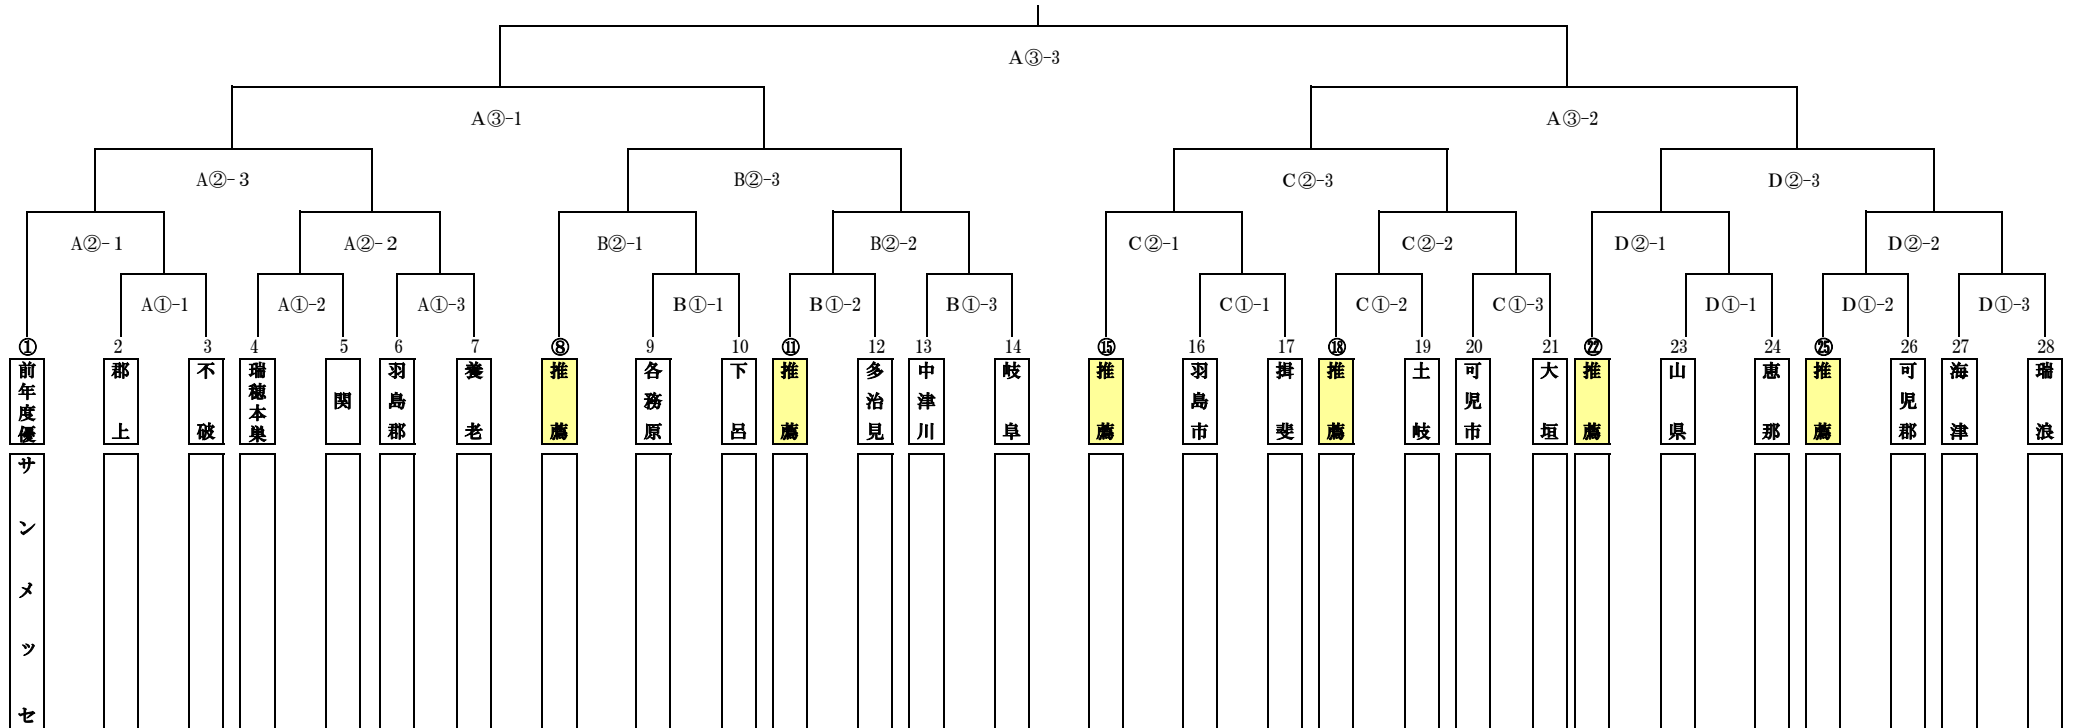 A③-3
A③-1
A③-2
A②-3
B②-3
C②-3
D②-3
A②-1
A②-2
B②-1
B②-2
C②-1
C②-2
D②-1
D②-2
A①-1
A①-2
A①-3
B①-1
B①-2
B①-3
C①-1
C①-2
C①-3
D①-1
D①-2
D①-3
① 2 3 4 5 6 7 ⑧ 9 10 ⑪ 12 13 14 ⑮ 16 17 ⑱ 19 20 21 ㉒ 23 24 ㉕ 26 27 28
前年度優
郡上
不破
瑞穂本巣
関
羽島郡
養老
推薦
各務原
下呂
推薦
多治見
中津川
岐阜
推薦
羽島市
揖斐
推薦
土岐
可児市
大垣
推薦
山県
恵那
推薦
可児郡
海津
瑞浪
サンメッセ